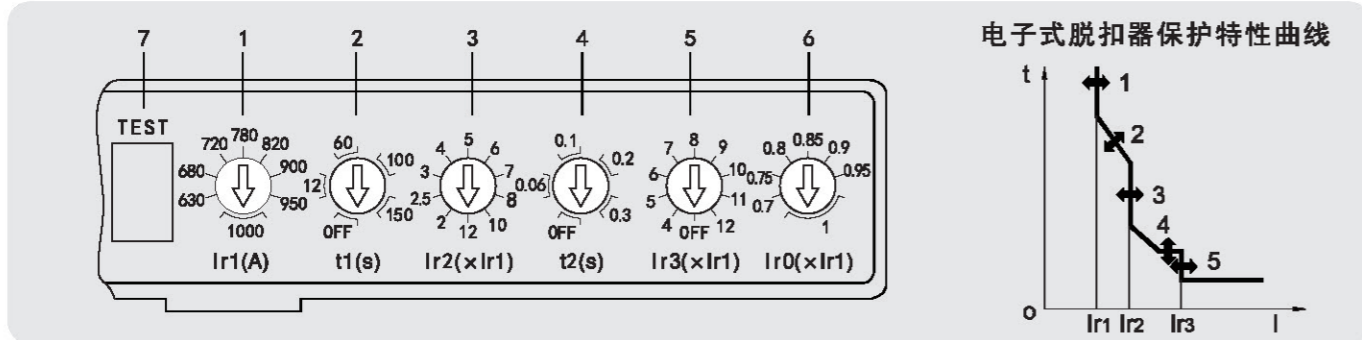 电子式脱扣器保护特性曲线
7 1 2 3 4 5 6
TEST
630 680 720 780 820 900 950 1000
Ir1(A)
OFF 12 60 100 150
t1(s)
2 2.5 3 4 5 6 7 8 10 12
Ir2(×Ir1)
OFF 0.06 0.1 0.2 0.3
t2(s)
4 5 6 7 8 9 10 11 12 OFF
Ir3(×Ir1)
0.7 0.75 0.8 0.85 0.9 0.95 1
Ir0(×Ir1)
t
1
2
3
4
5
O
Ir1 Ir2 Ir3 I